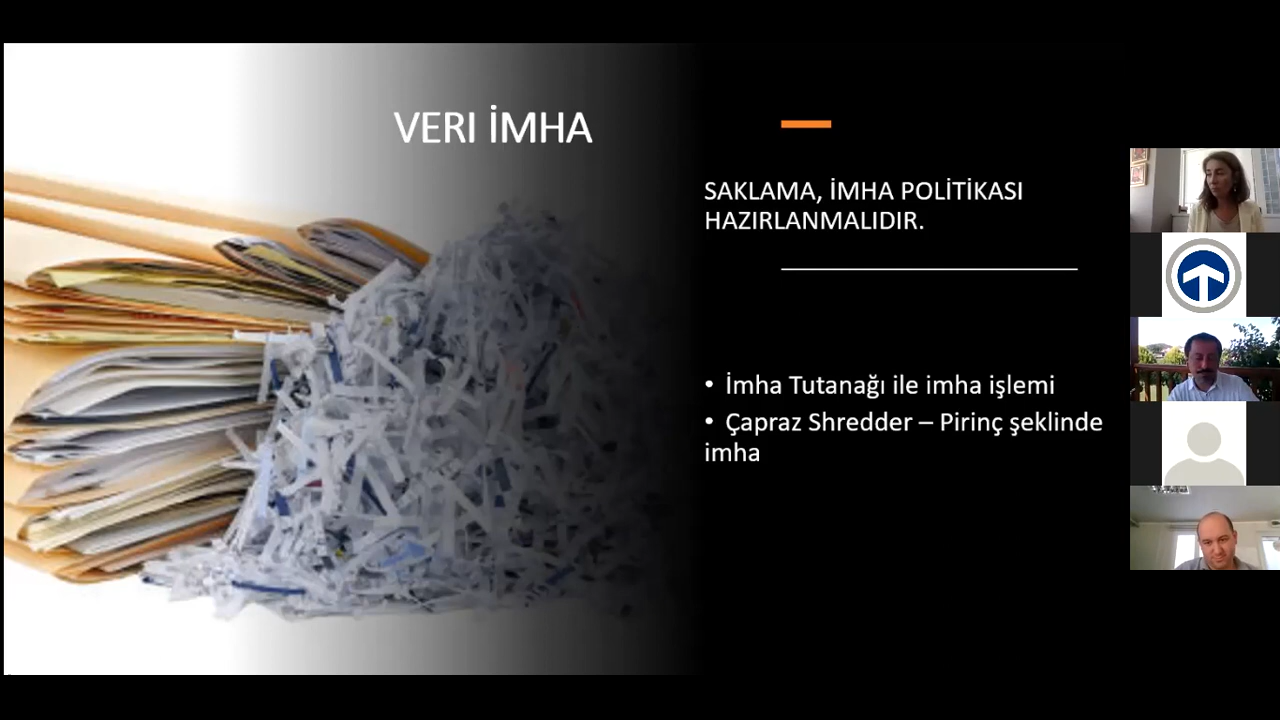 VERI İMHA
SAKLAMA, İMHA POLİTİKASI
HAZIRLANMALIDIR.
• İmha Tutanağı ile imha işlemi
• Çapraz Shredder – Pirinç şeklinde
imha